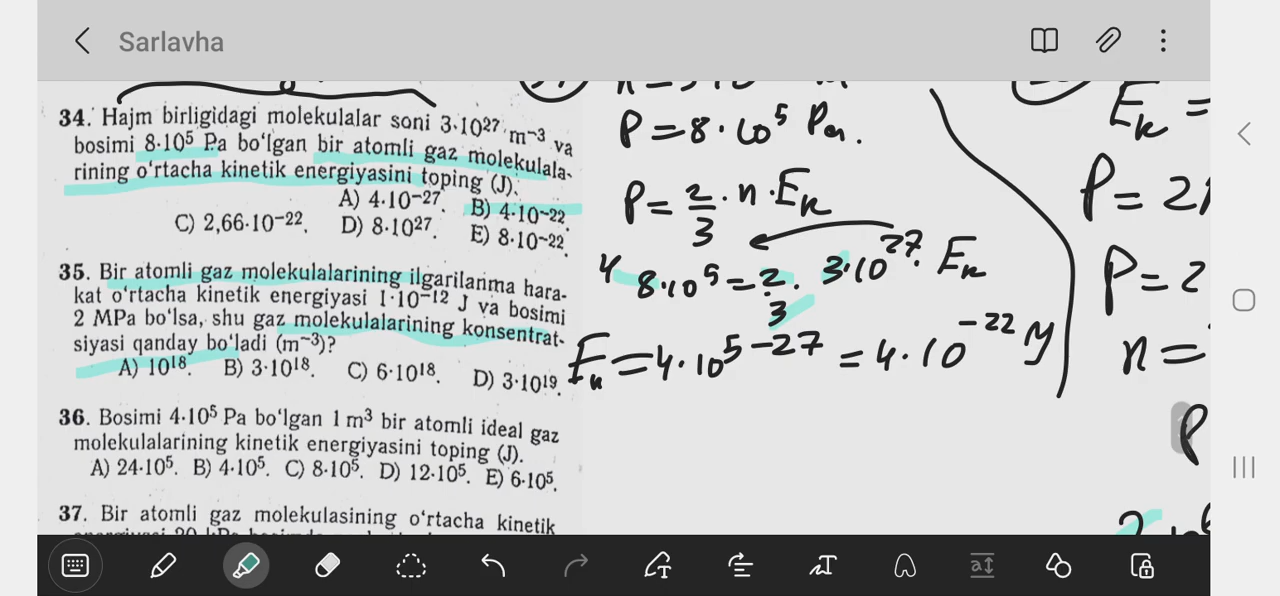 Sarlavha
34. Hajm birligidagi molekulalar soni 3·10²⁷ m⁻³ va
bosimi 8·10⁵ Pa bo‘lgan bir atomli gaz molekulala-
rining o‘rtacha kinetik energiyasini toping (J).
A) 4·10⁻²⁷. B) 4·10⁻²².
C) 2,66·10⁻²². D) 8·10²⁷. E) 8·10⁻²².
35. Bir atomli gaz molekulalarining ilgarilanma hara-
kat o‘rtacha kinetik energiyasi 1·10⁻¹² J va bosimi
2 MPa bo‘lsa, shu gaz molekulalarining konsentrat-
siyasi qanday bo‘ladi (m⁻³)?
A) 10¹⁸. B) 3·10¹⁸. C) 6·10¹⁸. D) 3·10¹⁹.
36. Bosimi 4·10⁵ Pa bo‘lgan 1 m³ bir atomli ideal gaz
molekulalarining kinetik energiyasini toping (J).
A) 24·10⁵. B) 4·10⁵. C) 8·10⁵. D) 12·10⁵. E) 6·10⁵.
37. Bir atomli gaz molekulasining o‘rtacha kinetik
P = 8·10⁵ Pa.
P = 2/3 · n · Eₖ
4 8·10⁵ = 2/3 · 3·10²⁷ · Eₖ
Eₖ = 4·10⁵⁻²⁷ = 4·10⁻²² J
Eₖ =
P = 2
P = 2
n =
P